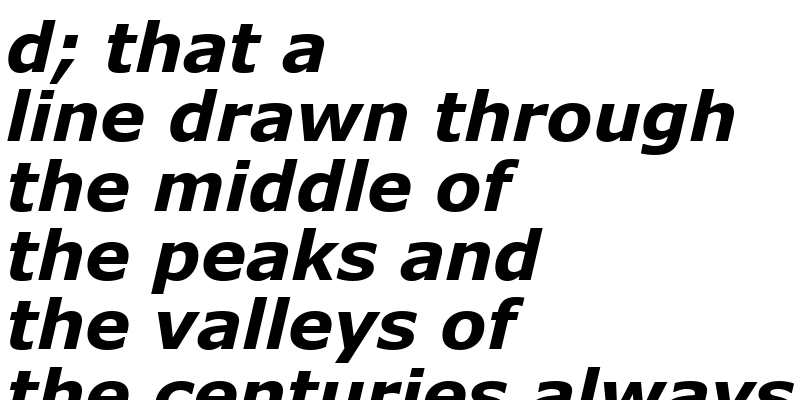 d; that a
line drawn through
the middle of
the peaks and
the valleys of
the centuries always